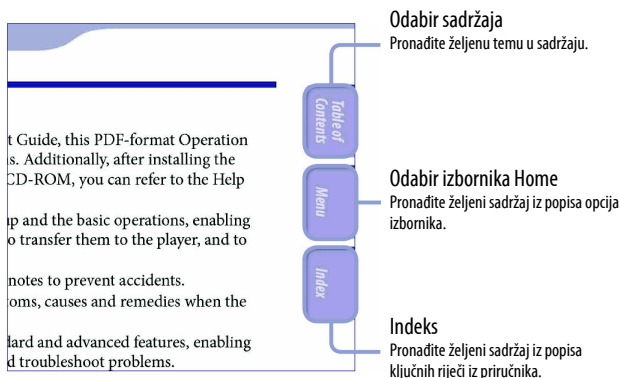 Odabir sadržaja
Pronađite željenu temu u sadržaju.
Table of
Contents
t Guide, this PDF-format Operation
s. Additionally, after installing the
CD-ROM, you can refer to the Help
Odabir izbornika Home
Pronađite željeni sadržaj iz popisa opcija
izbornika.
Menu
p and the basic operations, enabling
o transfer them to the player, and to
notes to prevent accidents.
oms, causes and remedies when the
Index
Indeks
Pronađite željeni sadržaj iz popisa
ključnih riječi iz priručnika.
dard and advanced features, enabling
d troubleshoot problems.